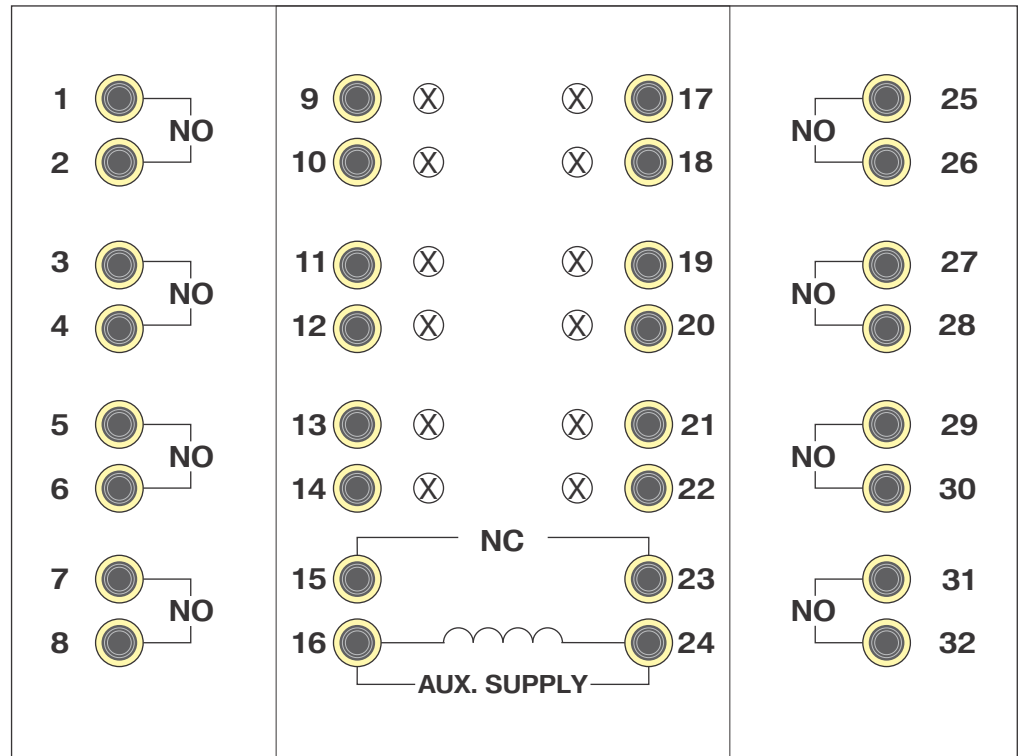 1 9 X X 17 25
NO NO
2 10 X X 18 26
3 11 X X 19 27
NO NO
4 12 X X 20 28
5 13 X X 21 29
NO NO
6 14 X X 22 30
NC
7 15 23 31
NO NO
8 16 24 32
AUX. SUPPLY